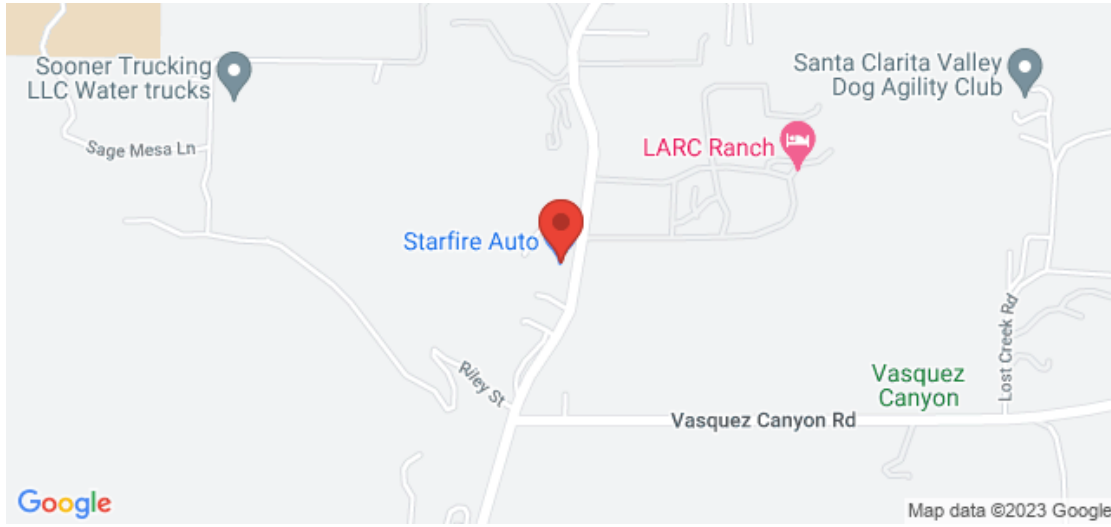 Sooner Trucking
LLC Water trucks
Santa Clarita Valley
Dog Agility Club
Sage Mesa Ln
LARC Ranch
Starfire Auto
Lost Creek Rd
Riley St
Vasquez
Canyon
Vasquez Canyon Rd
Google
Map data ©2023 Google